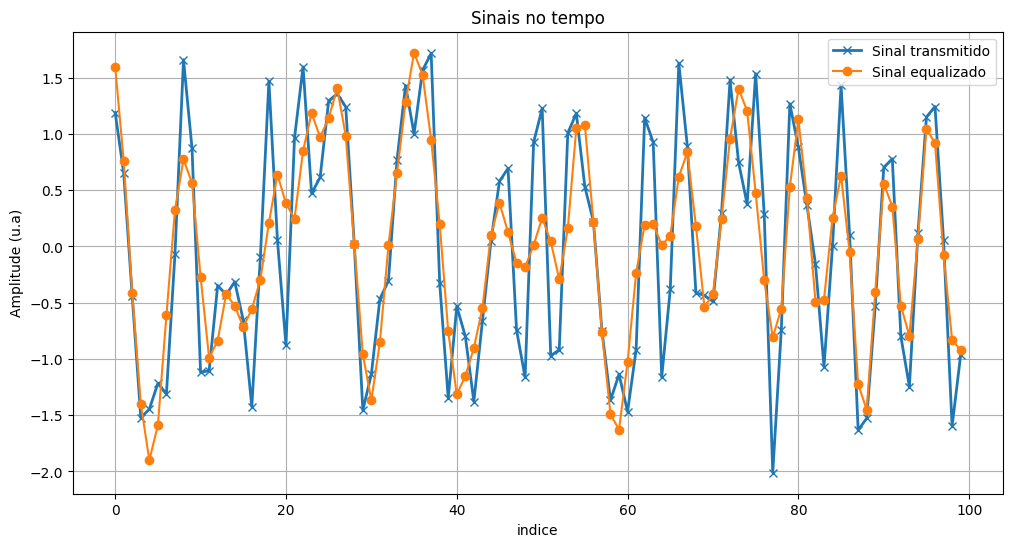 Sinais no tempo
Sinal transmitido
Sinal equalizado
Amplitude (u.a)
1.5
1.0
0.5
0.0
−0.5
−1.0
−1.5
−2.0
0 20 40 60 80 100
indice